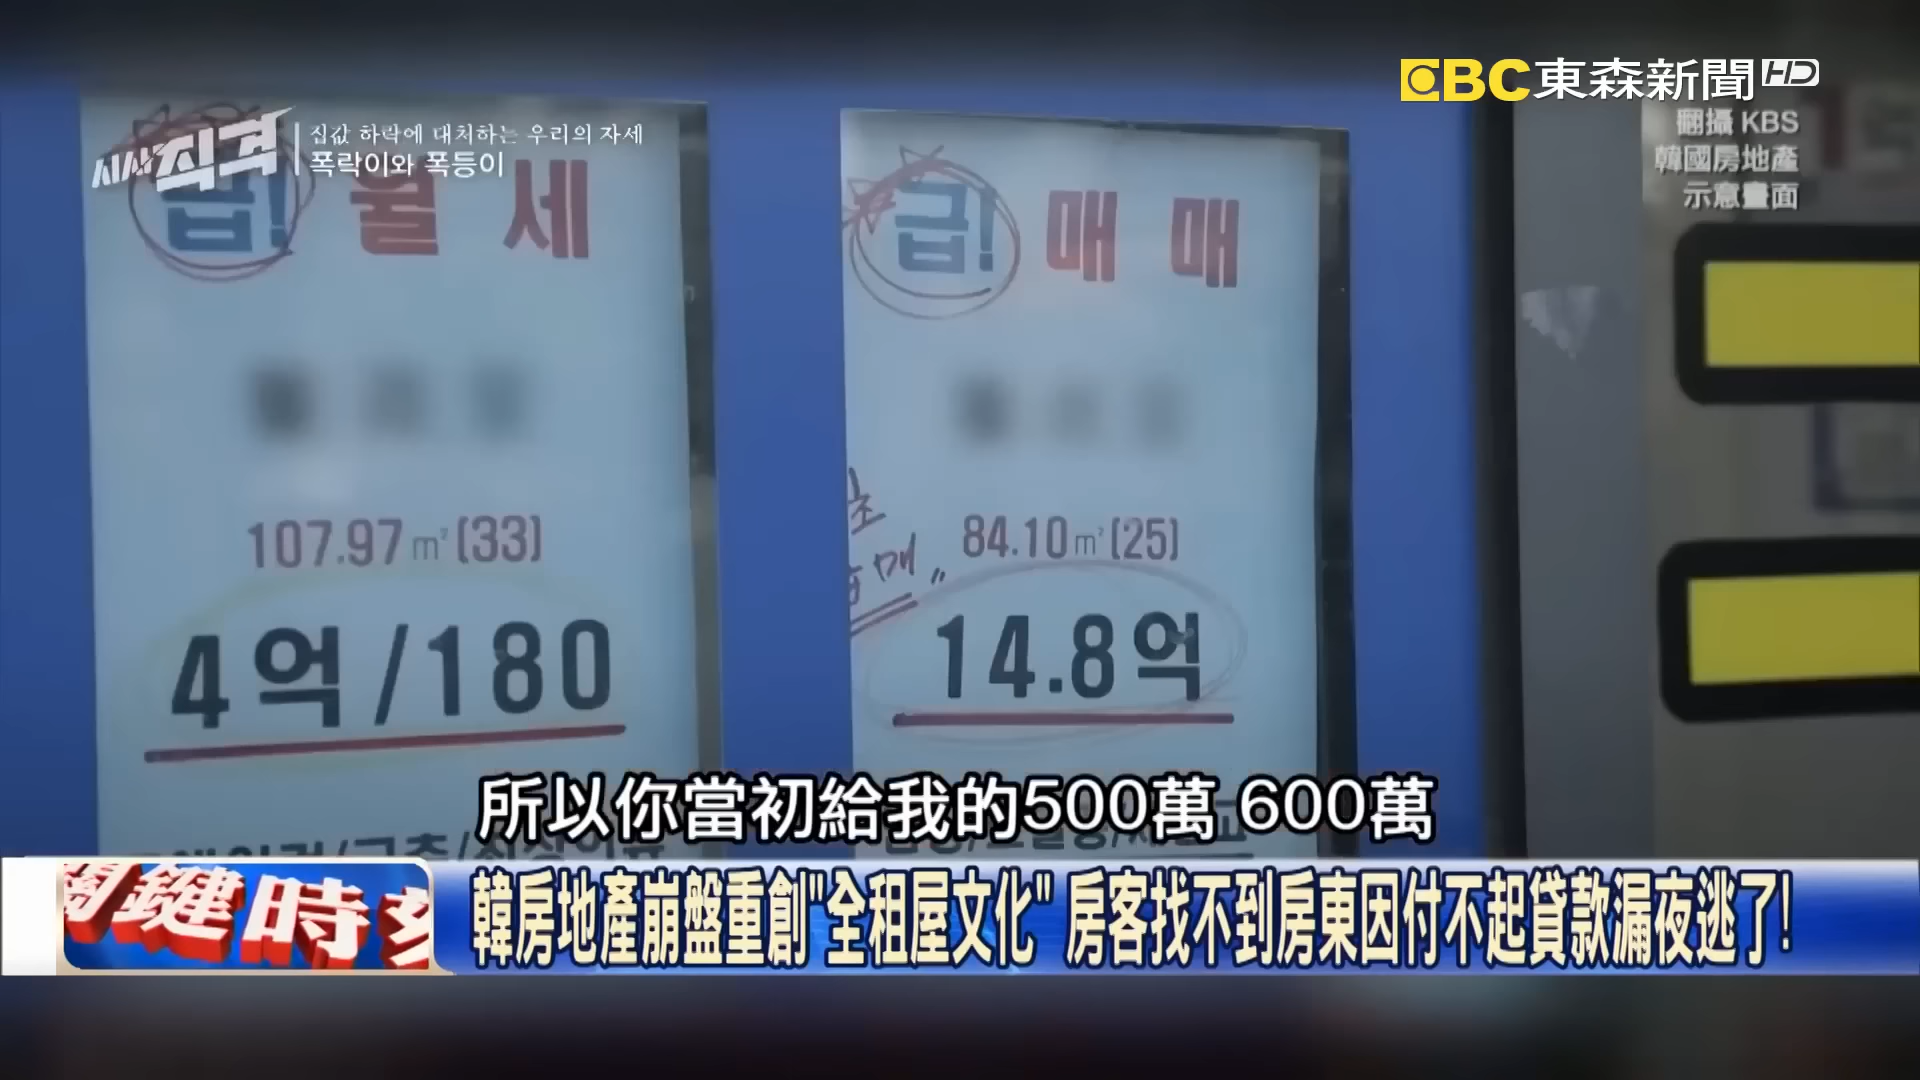 EBC東森新聞HD
翻攝 KBS
韓國房地產
示意畫面
시사직격
집값 하락에 대처하는 우리의 자세
폭락이와 폭등이
급! 월세
107.97㎡(33)
4억/180
급! 매매
84.10㎡(25)
14.8억
所以你當初給我的500萬 600萬
關鍵時刻
韓房地產崩盤重創"全租屋文化" 房客找不到房東因付不起貸款漏夜逃了!